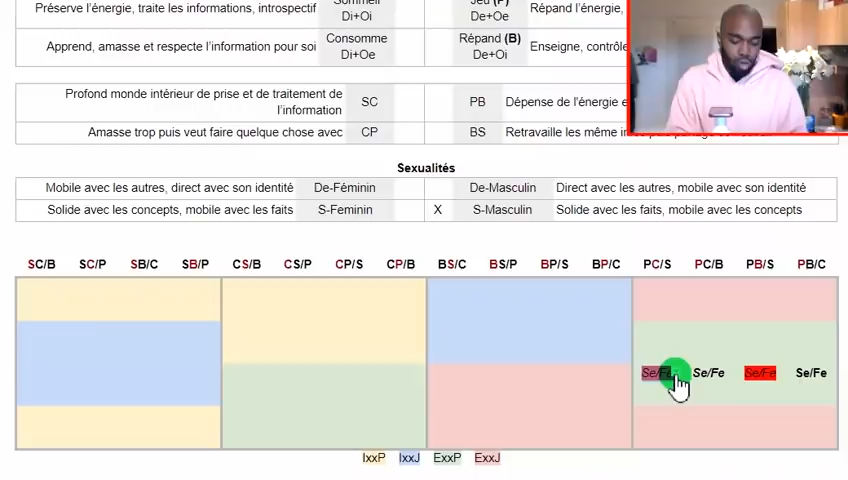 Préserve l'énergie, traite les informations, introspectif Di+Oi De+Oe Répand l'énergie,
Apprend, amasse et respecte l'information pour soi Consomme Di+Oe Répand (B) De+Oi Enseigne, contrôle
Profond monde intérieur de prise et de traitement de l'information SC PB Dépense de l'énergie
Amasse trop puis veut faire quelque chose avec CP BS Retravaille les même
Sexualités
Mobile avec les autres, direct avec son identité De-Féminin De-Masculin Direct avec les autres, mobile avec son identité
Solide avec les concepts, mobile avec les faits S-Feminin X S-Masculin Solide avec les faits, mobile avec les concepts
SC/B SC/P SB/C SB/P CS/B CS/P CP/S CP/B BS/C BS/P BP/S BP/C PC/S PC/B PB/S PB/C
Se/Fe Se/Fe Se/Fe Se/Fe
IxxP IxxJ ExxP ExxJ